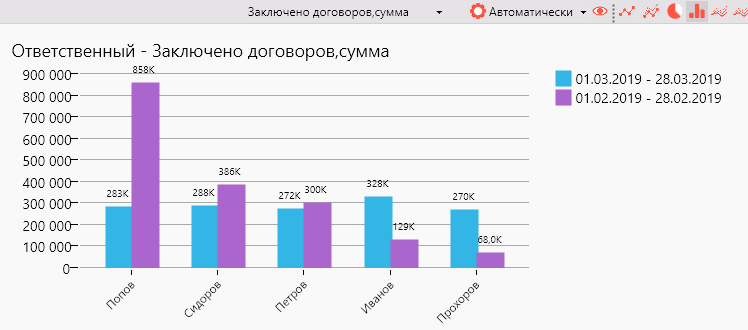 Заключено договоров,сумма
Автоматически
Ответственный - Заключено договоров,сумма
900 000
800 000
700 000
600 000
500 000
400 000
300 000
200 000
100 000
0
283K
858K
288K
386K
272K
300K
328K
129K
270K
68,0K
Попов
Сидоров
Петров
Иванов
Прохоров
01.03.2019 - 28.03.2019
01.02.2019 - 28.02.2019